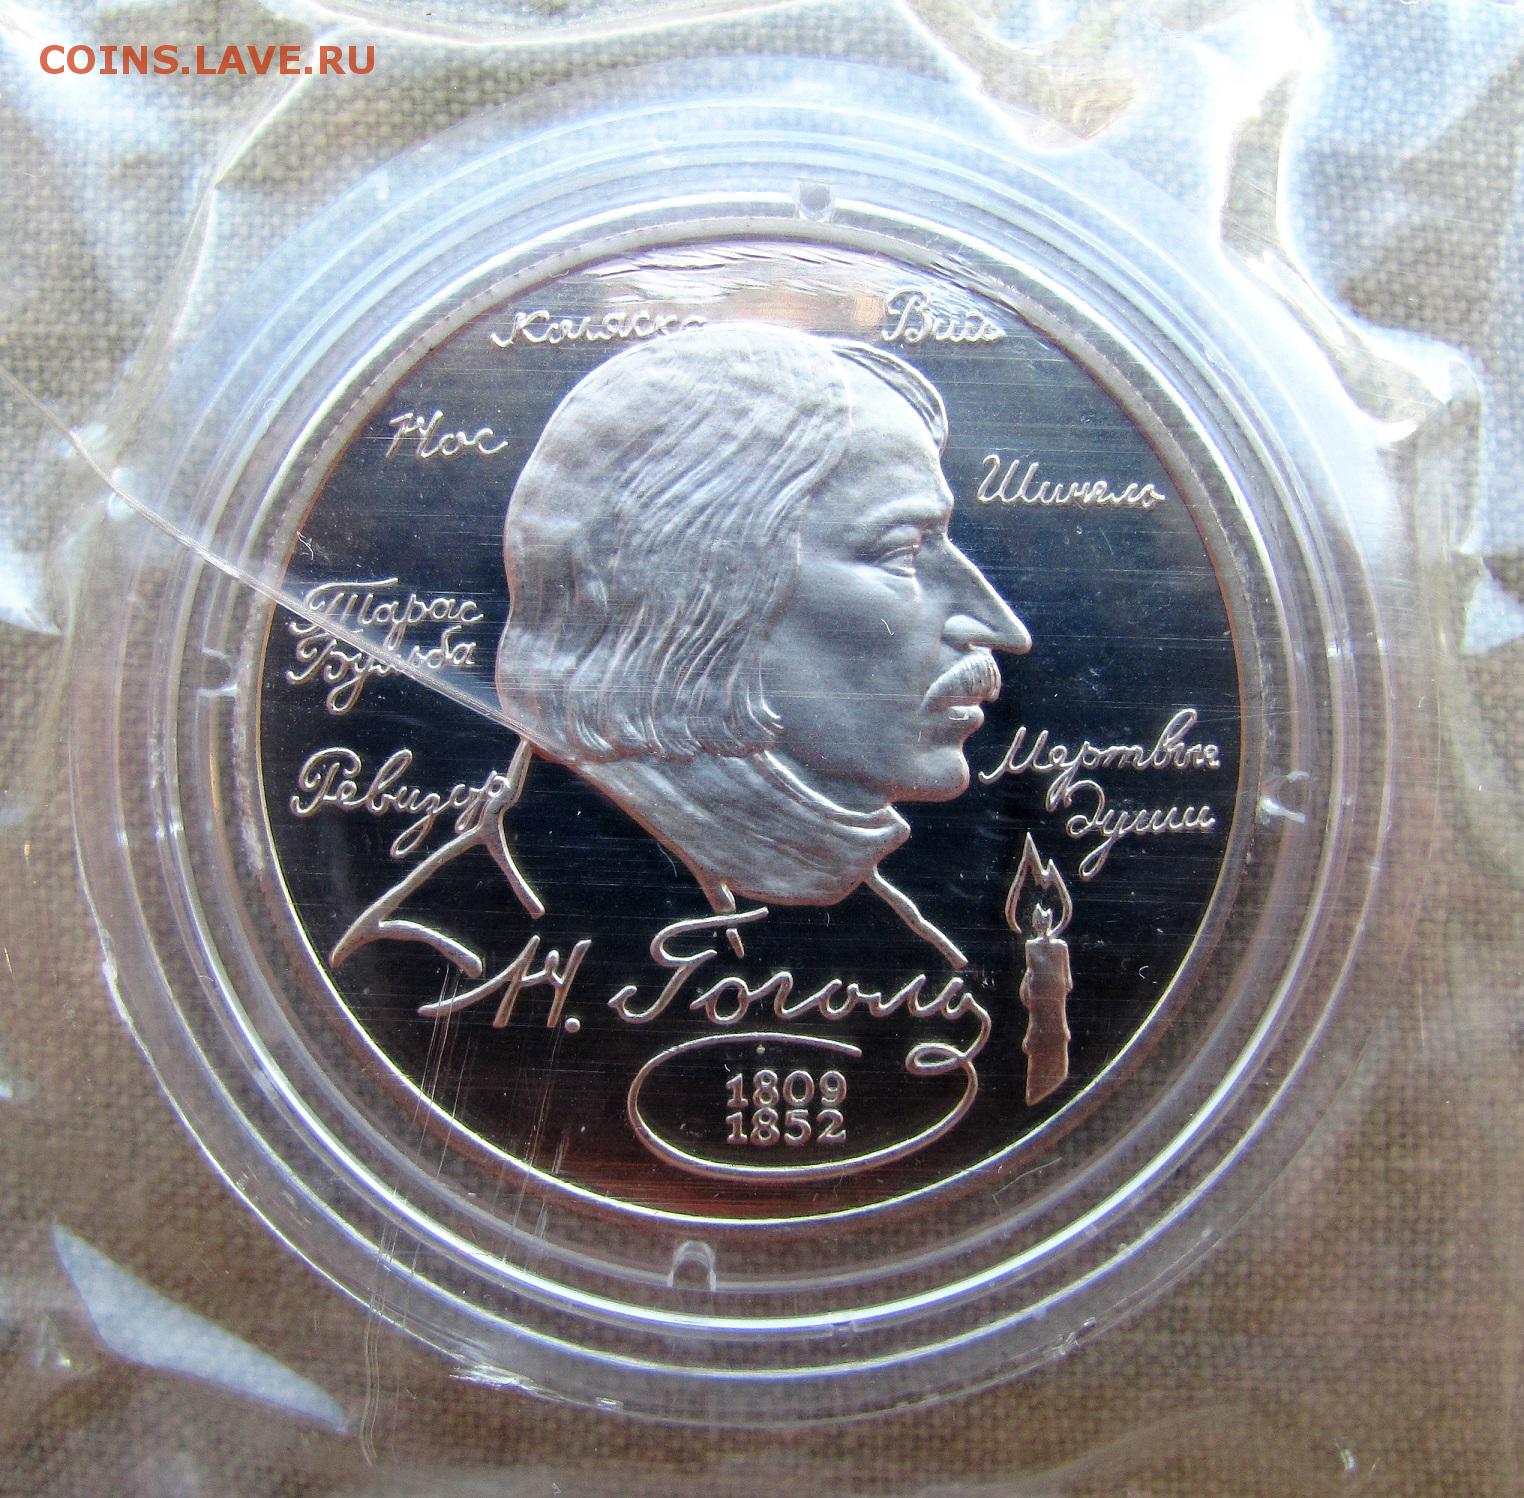 COINS.LAVE.RU
Коляска
Вий
Нос
Шинель
Тарас
Бульба
Ревизор
Мертвые
души
Н. Гоголь
1809
1852